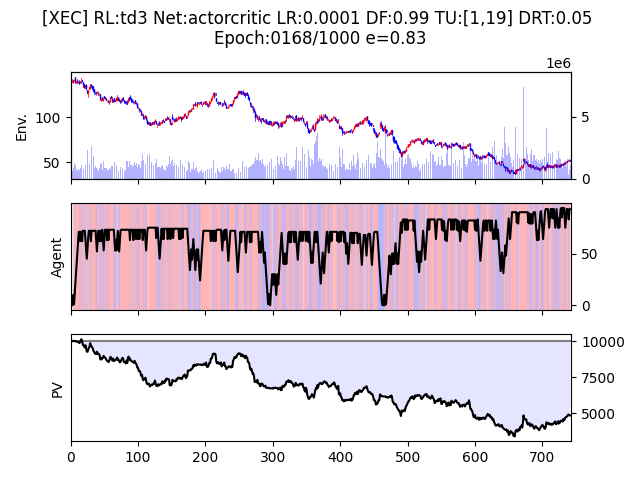 [XEC] RL:td3 Net:actorcritic LR:0.0001 DF:0.99 TU:[1,19] DRT:0.05
Epoch:0168/1000 e=0.83
1e6
Env.
100
50
5
0
Agent
50
0
PV
10000
7500
5000
0 100 200 300 400 500 600 700